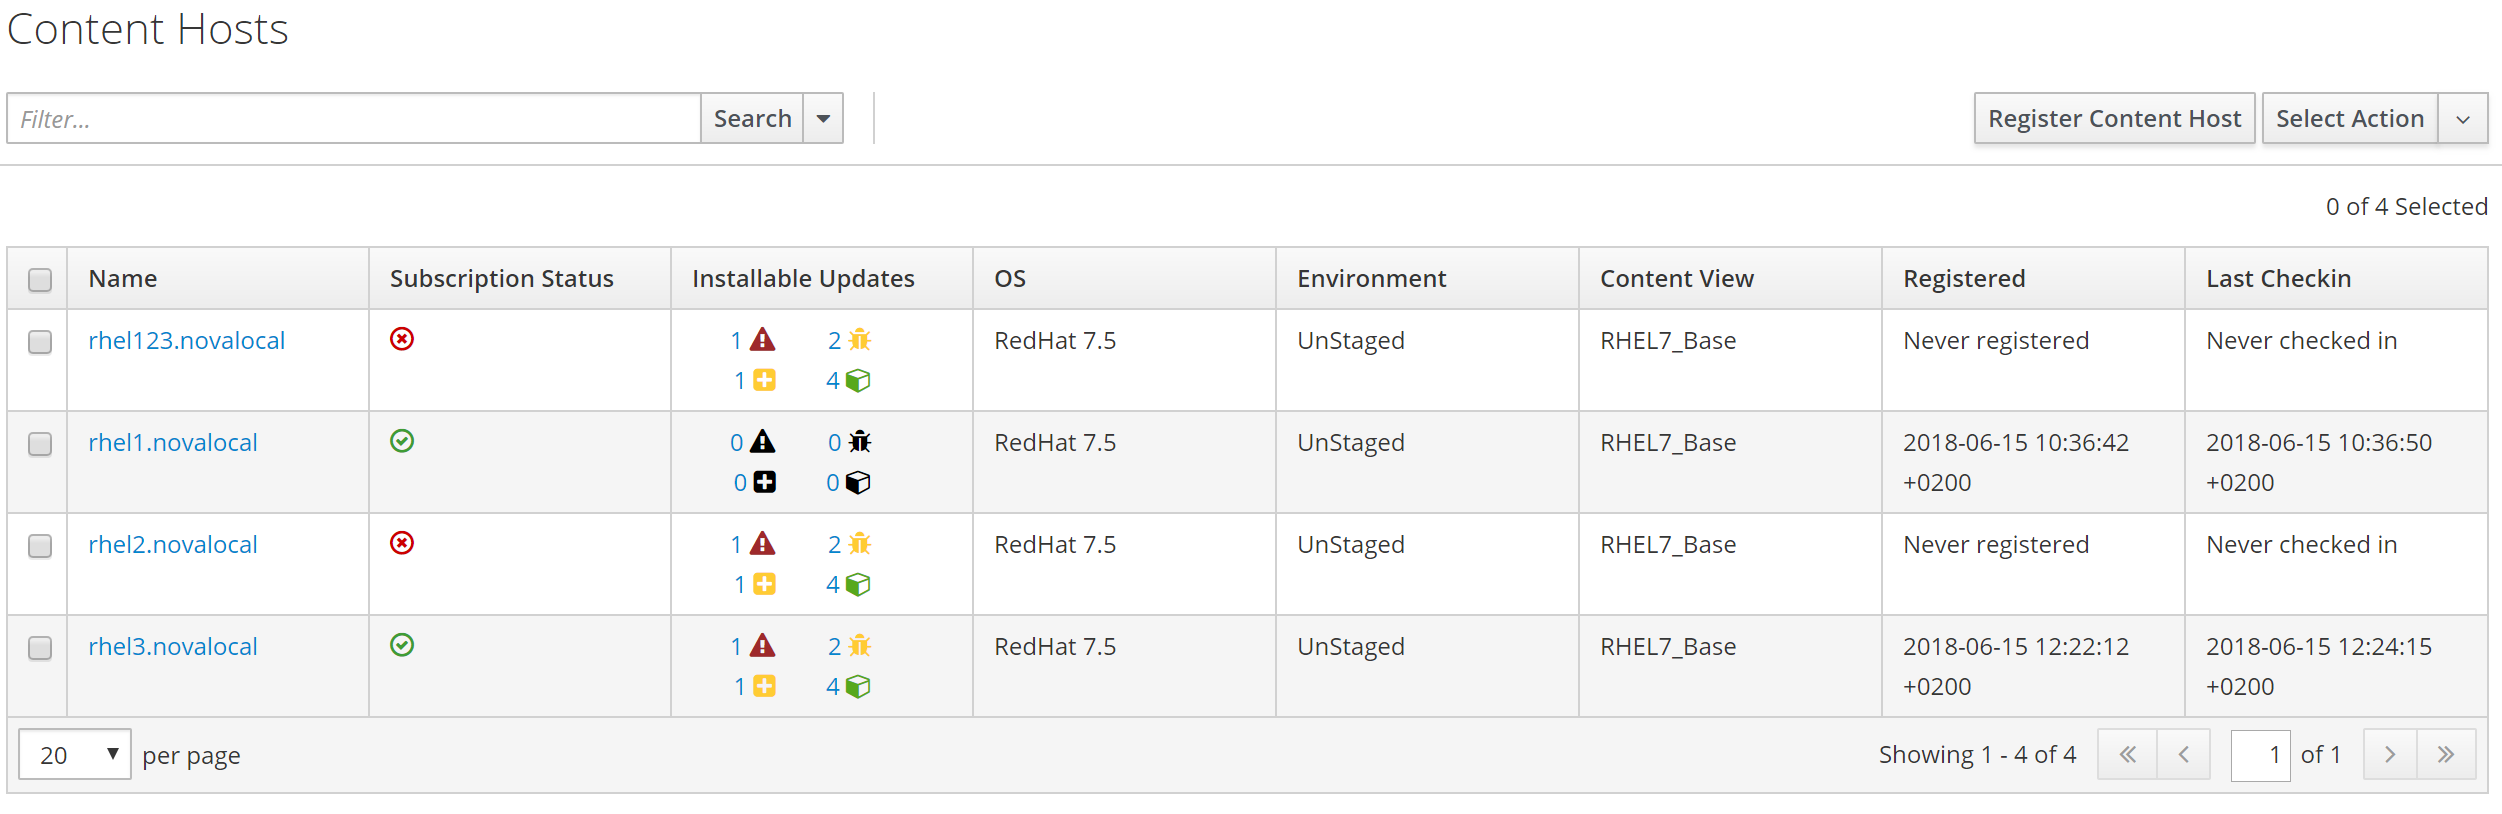 Content Hosts
Filter...
Search
Register Content Host
Select Action
0 of 4 Selected
Name Subscription Status Installable Updates OS Environment Content View Registered Last Checkin
rhel123.novalocal 1 2 RedHat 7.5 UnStaged RHEL7_Base Never registered Never checked in
1 4
rhel1.novalocal 0 0 RedHat 7.5 UnStaged RHEL7_Base 2018-06-15 10:36:42 2018-06-15 10:36:50
0 0 +0200 +0200
rhel2.novalocal 1 2 RedHat 7.5 UnStaged RHEL7_Base Never registered Never checked in
1 4
rhel3.novalocal 1 2 RedHat 7.5 UnStaged RHEL7_Base 2018-06-15 12:22:12 2018-06-15 12:24:15
1 4 +0200 +0200
20 per page Showing 1 - 4 of 4 « ‹ 1 of 1 › »